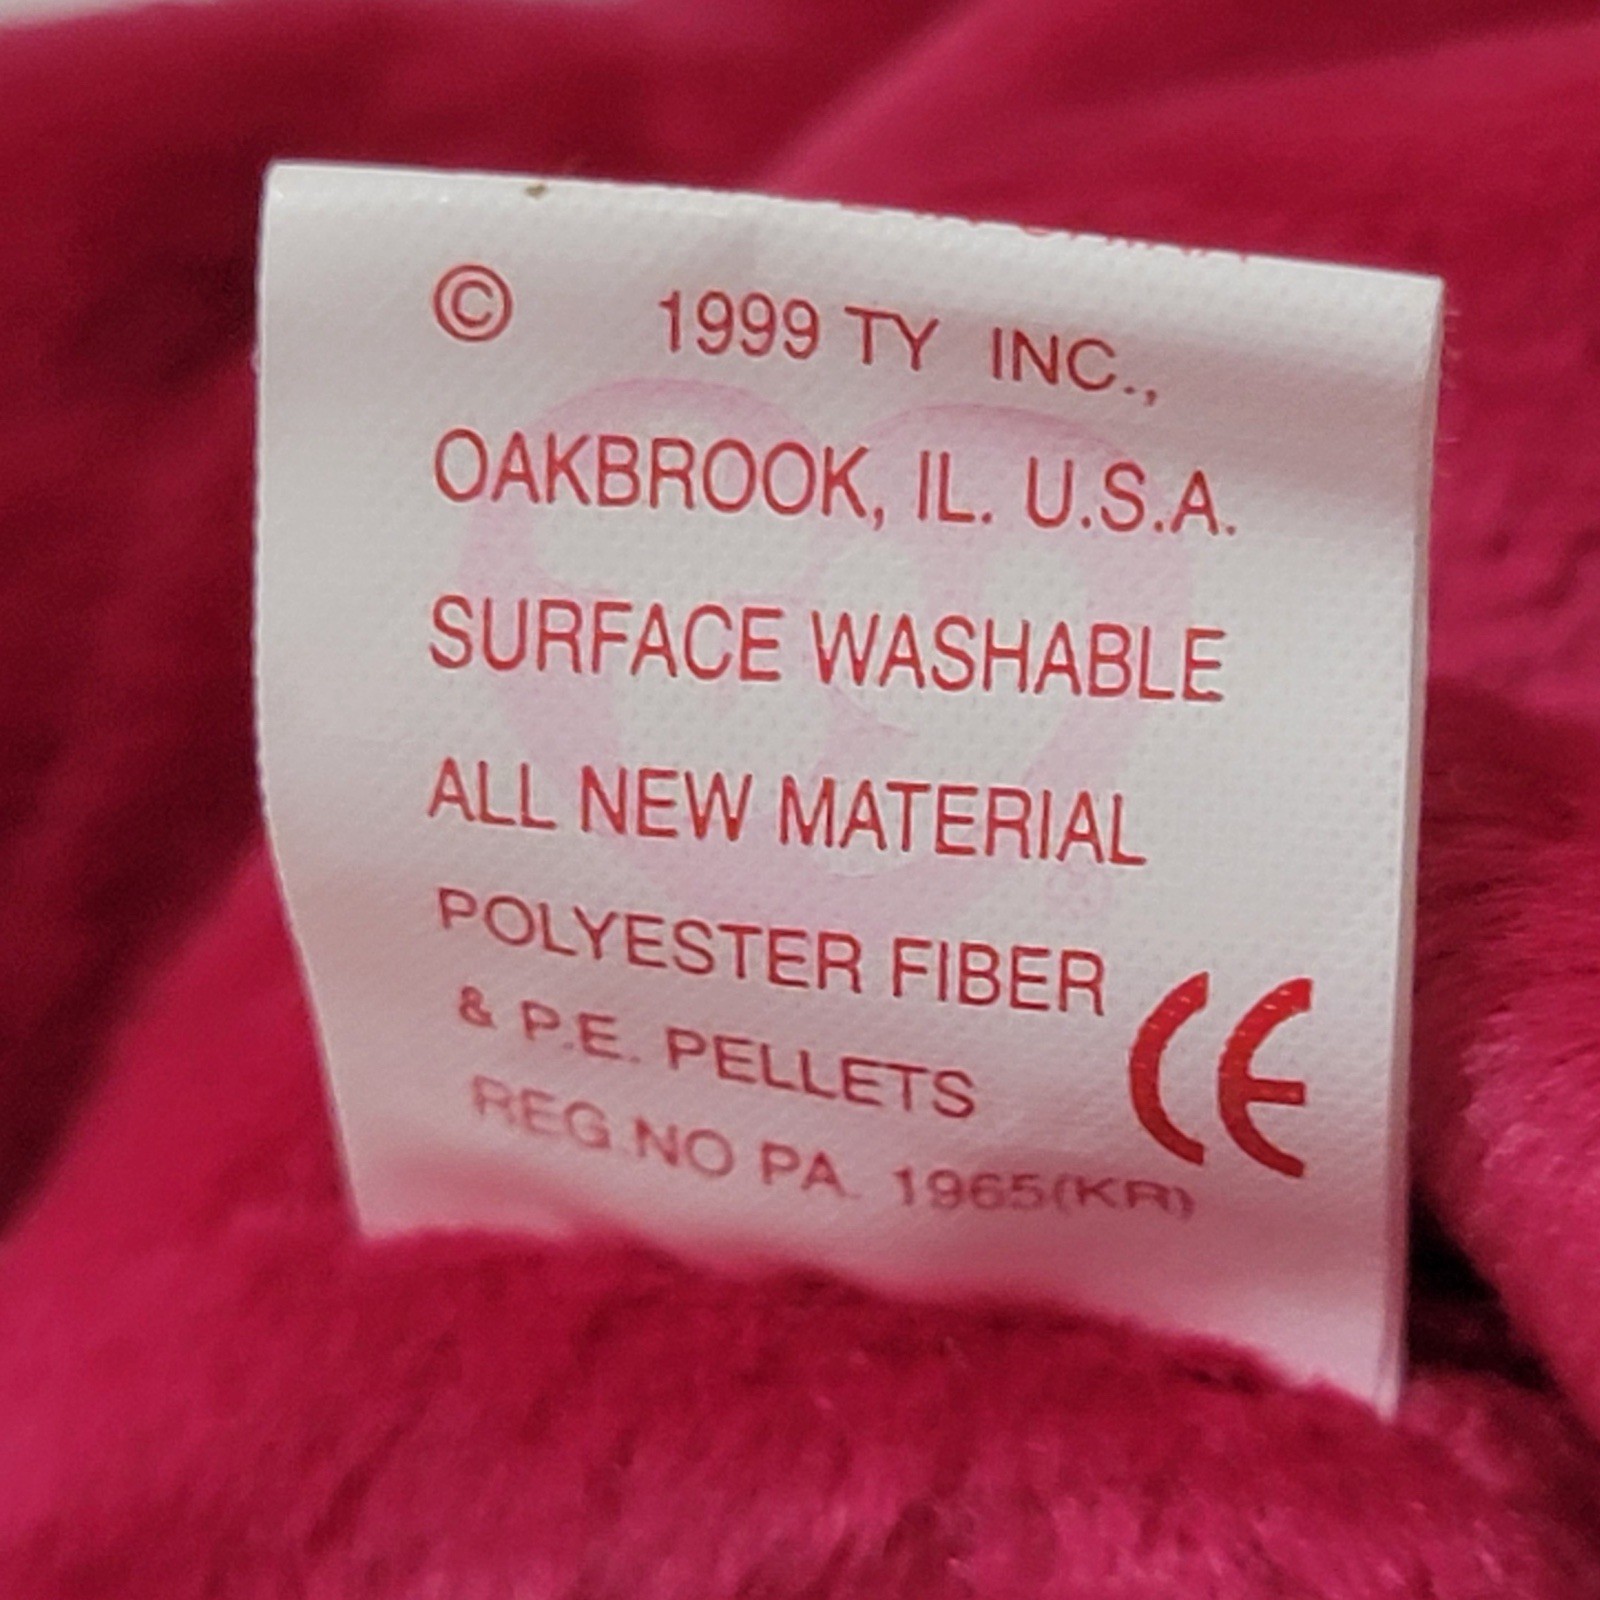 © 1999 TY INC.,
OAKBROOK, IL. U.S.A.
SURFACE WASHABLE
ALL NEW MATERIAL
POLYESTER FIBER
& P.E. PELLETS CE
REG.NO PA. 1965(KR)